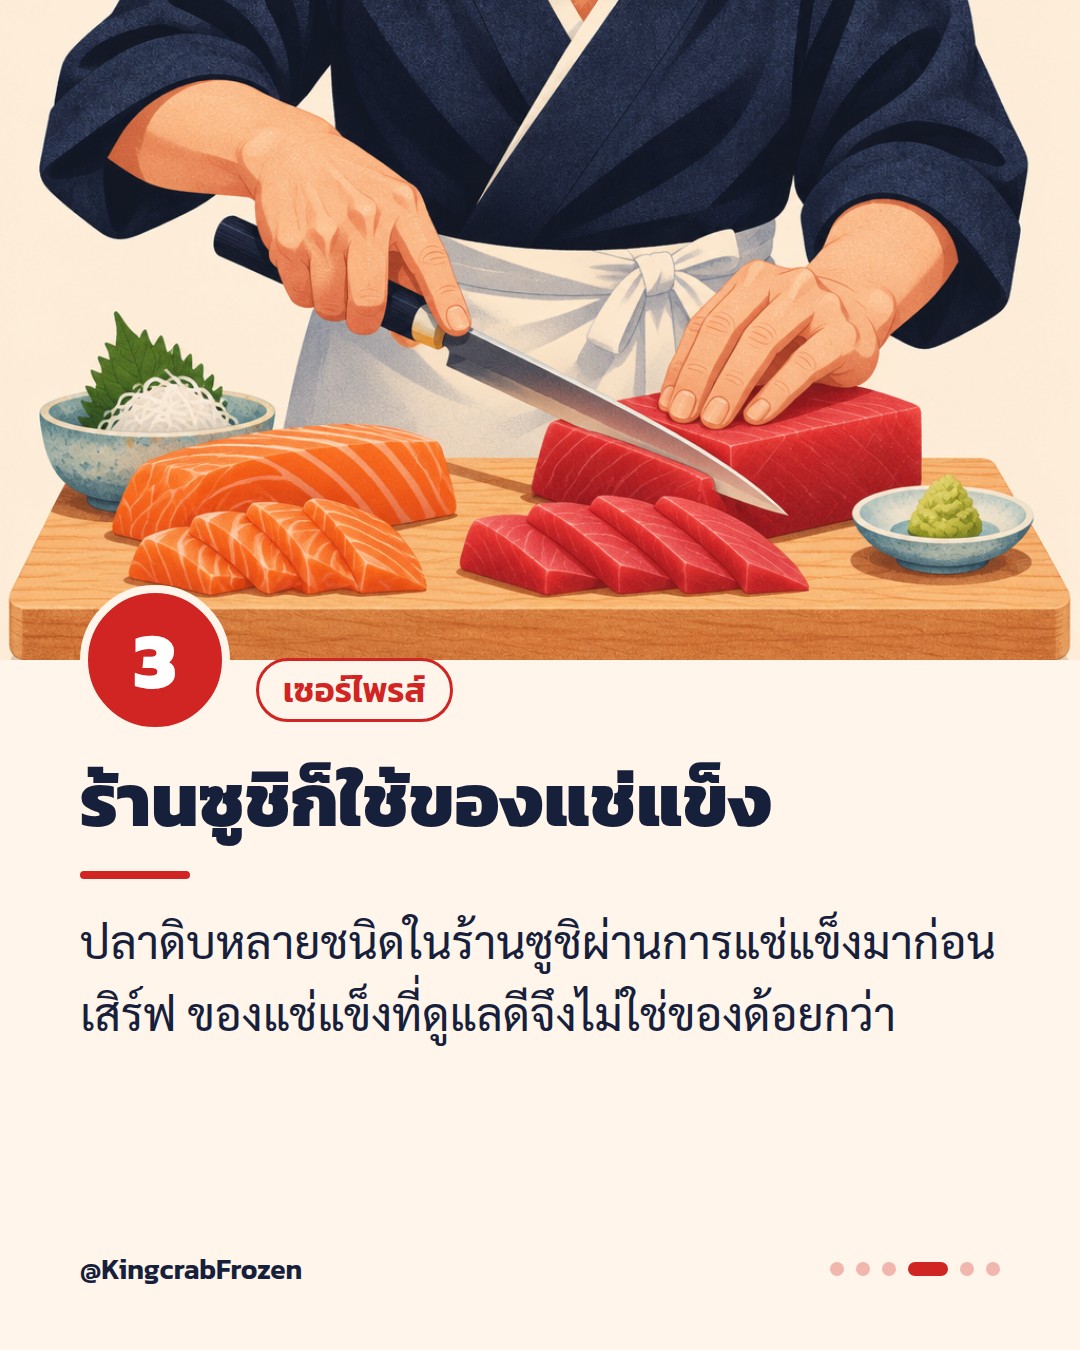 3
เซอร์ไพรส์
ร้านซูชิก็ใช้ของแช่แข็ง
ปลาดิบหลายชนิดในร้านซูชิผ่านการแช่แข็งมาก่อน
เสิร์ฟ ของแช่แข็งที่ดูแลดีจึงไม่ใช่ของด้อยกว่า
@KingcrabFrozen